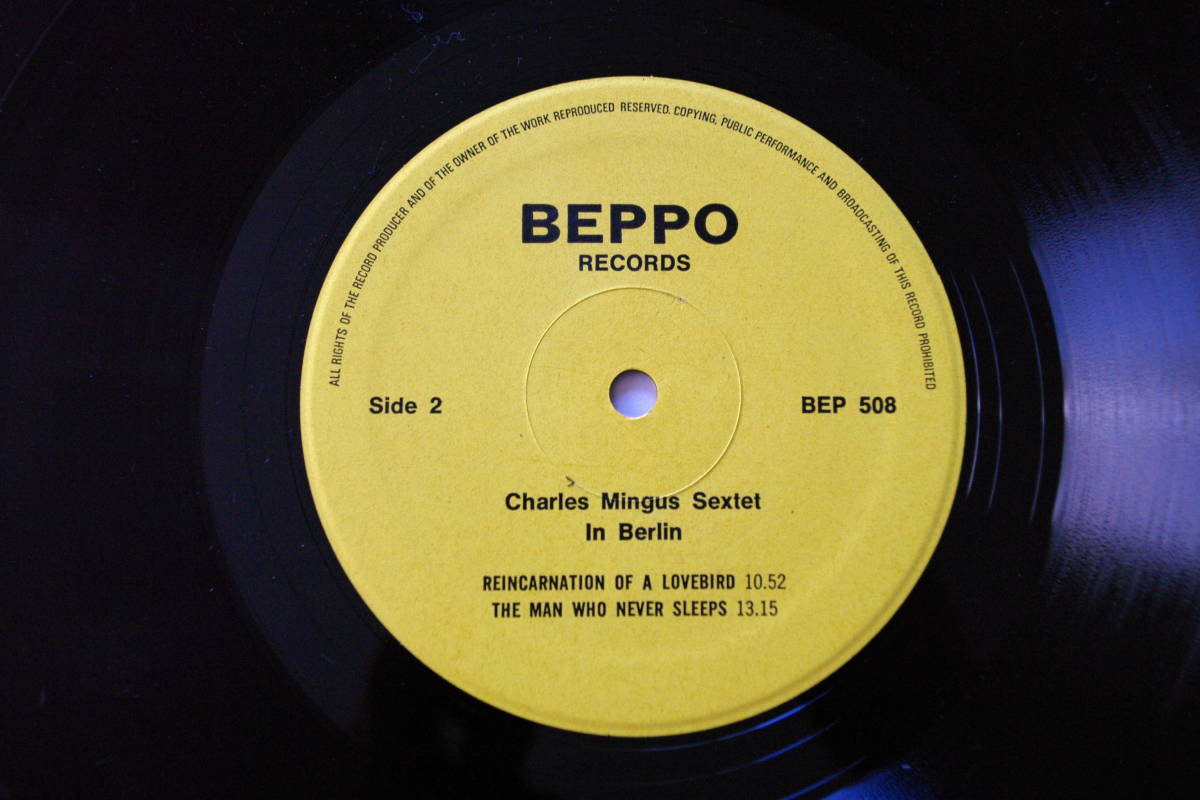 ALL RIGHTS OF THE RECORD PRODUCER AND OF THE OWNER OF THE WORK REPRODUCED RESERVED. COPYING, PUBLIC PERFORMANCE AND BROADCASTING OF THIS RECORD PROHIBITED
BEPPO
RECORDS
Side 2
BEP 508
Charles Mingus Sextet
In Berlin
REINCARNATION OF A LOVEBIRD 10.52
THE MAN WHO NEVER SLEEPS 13.15